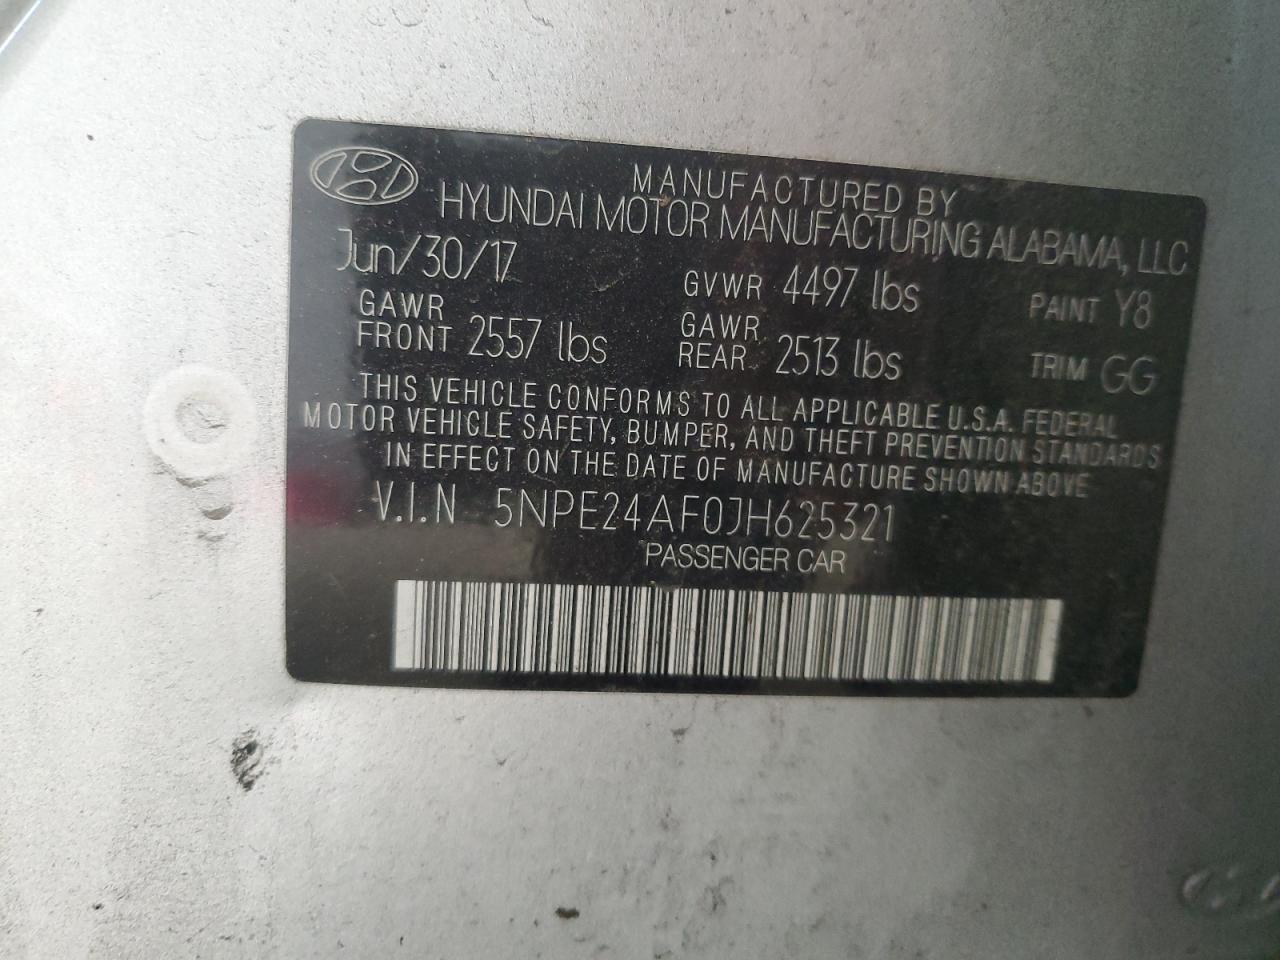 MANUFACTURED BY
HYUNDAI MOTOR MANUFACTURING ALABAMA, LLC
Jun/30/17
GVWR 4497 lbs PAINT Y8
GAWR FRONT 2557 lbs
GAWR REAR 2513 lbs TRIM GG
THIS VEHICLE CONFORMS TO ALL APPLICABLE U.S.A. FEDERAL
MOTOR VEHICLE SAFETY, BUMPER, AND THEFT PREVENTION STANDARDS
IN EFFECT ON THE DATE OF MANUFACTURE SHOWN ABOVE
V.I.N 5NPE24AF0JH625321
PASSENGER CAR